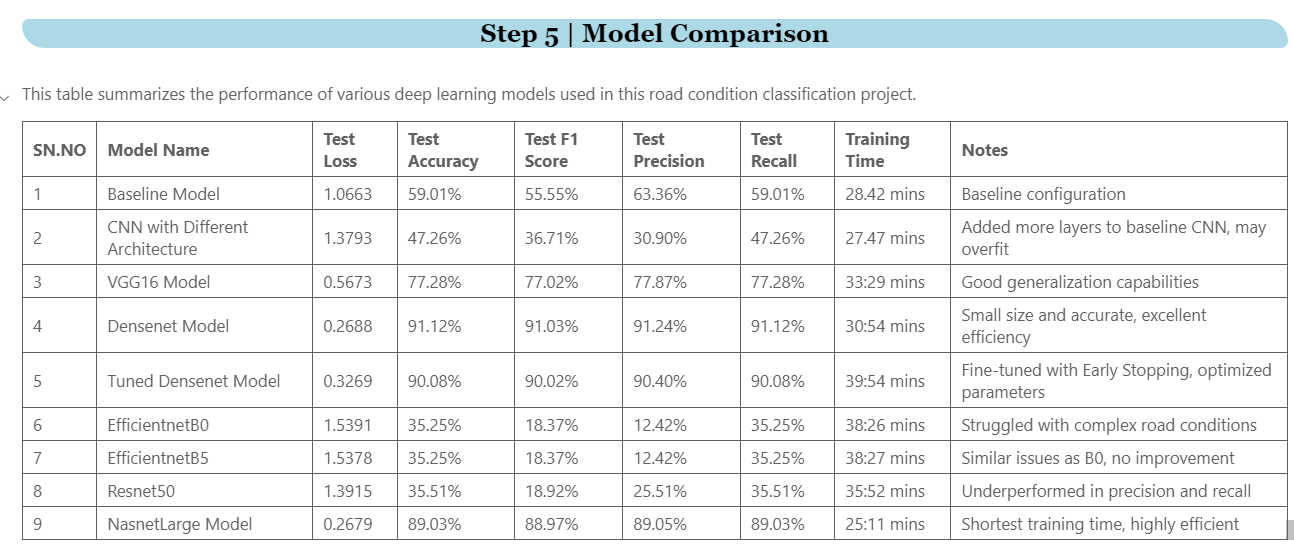 Step 5 | Model Comparison
This table summarizes the performance of various deep learning models used in this road condition classification project.
SN.NO Model Name Test Loss Test Accuracy Test F1 Score Test Precision Test Recall Training Time Notes
1 Baseline Model 1.0663 59.01% 55.55% 63.36% 59.01% 28.42 mins Baseline configuration
2 CNN with Different Architecture 1.3793 47.26% 36.71% 30.90% 47.26% 27.47 mins Added more layers to baseline CNN, may overfit
3 VGG16 Model 0.5673 77.28% 77.02% 77.87% 77.28% 33:29 mins Good generalization capabilities
4 Densenet Model 0.2688 91.12% 91.03% 91.24% 91.12% 30:54 mins Small size and accurate, excellent efficiency
5 Tuned Densenet Model 0.3269 90.08% 90.02% 90.40% 90.08% 39:54 mins Fine-tuned with Early Stopping, optimized parameters
6 EfficientnetB0 1.5391 35.25% 18.37% 12.42% 35.25% 38:26 mins Struggled with complex road conditions
7 EfficientnetB5 1.5378 35.25% 18.37% 12.42% 35.25% 38:27 mins Similar issues as B0, no improvement
8 Resnet50 1.3915 35.51% 18.92% 25.51% 35.51% 35:52 mins Underperformed in precision and recall
9 NasnetLarge Model 0.2679 89.03% 88.97% 89.05% 89.03% 25:11 mins Shortest training time, highly efficient